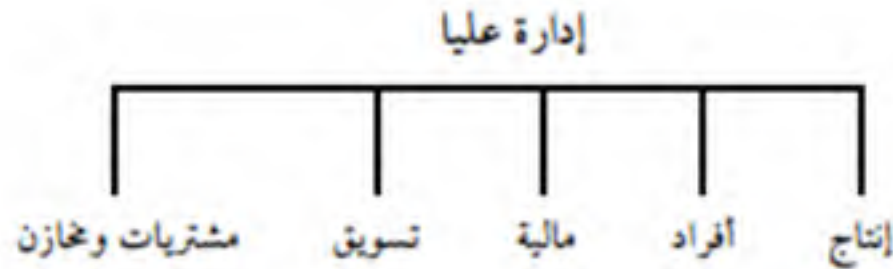 إدارة عليا
إنتاج أفراد مالية تسويق مشتريات ومخازن